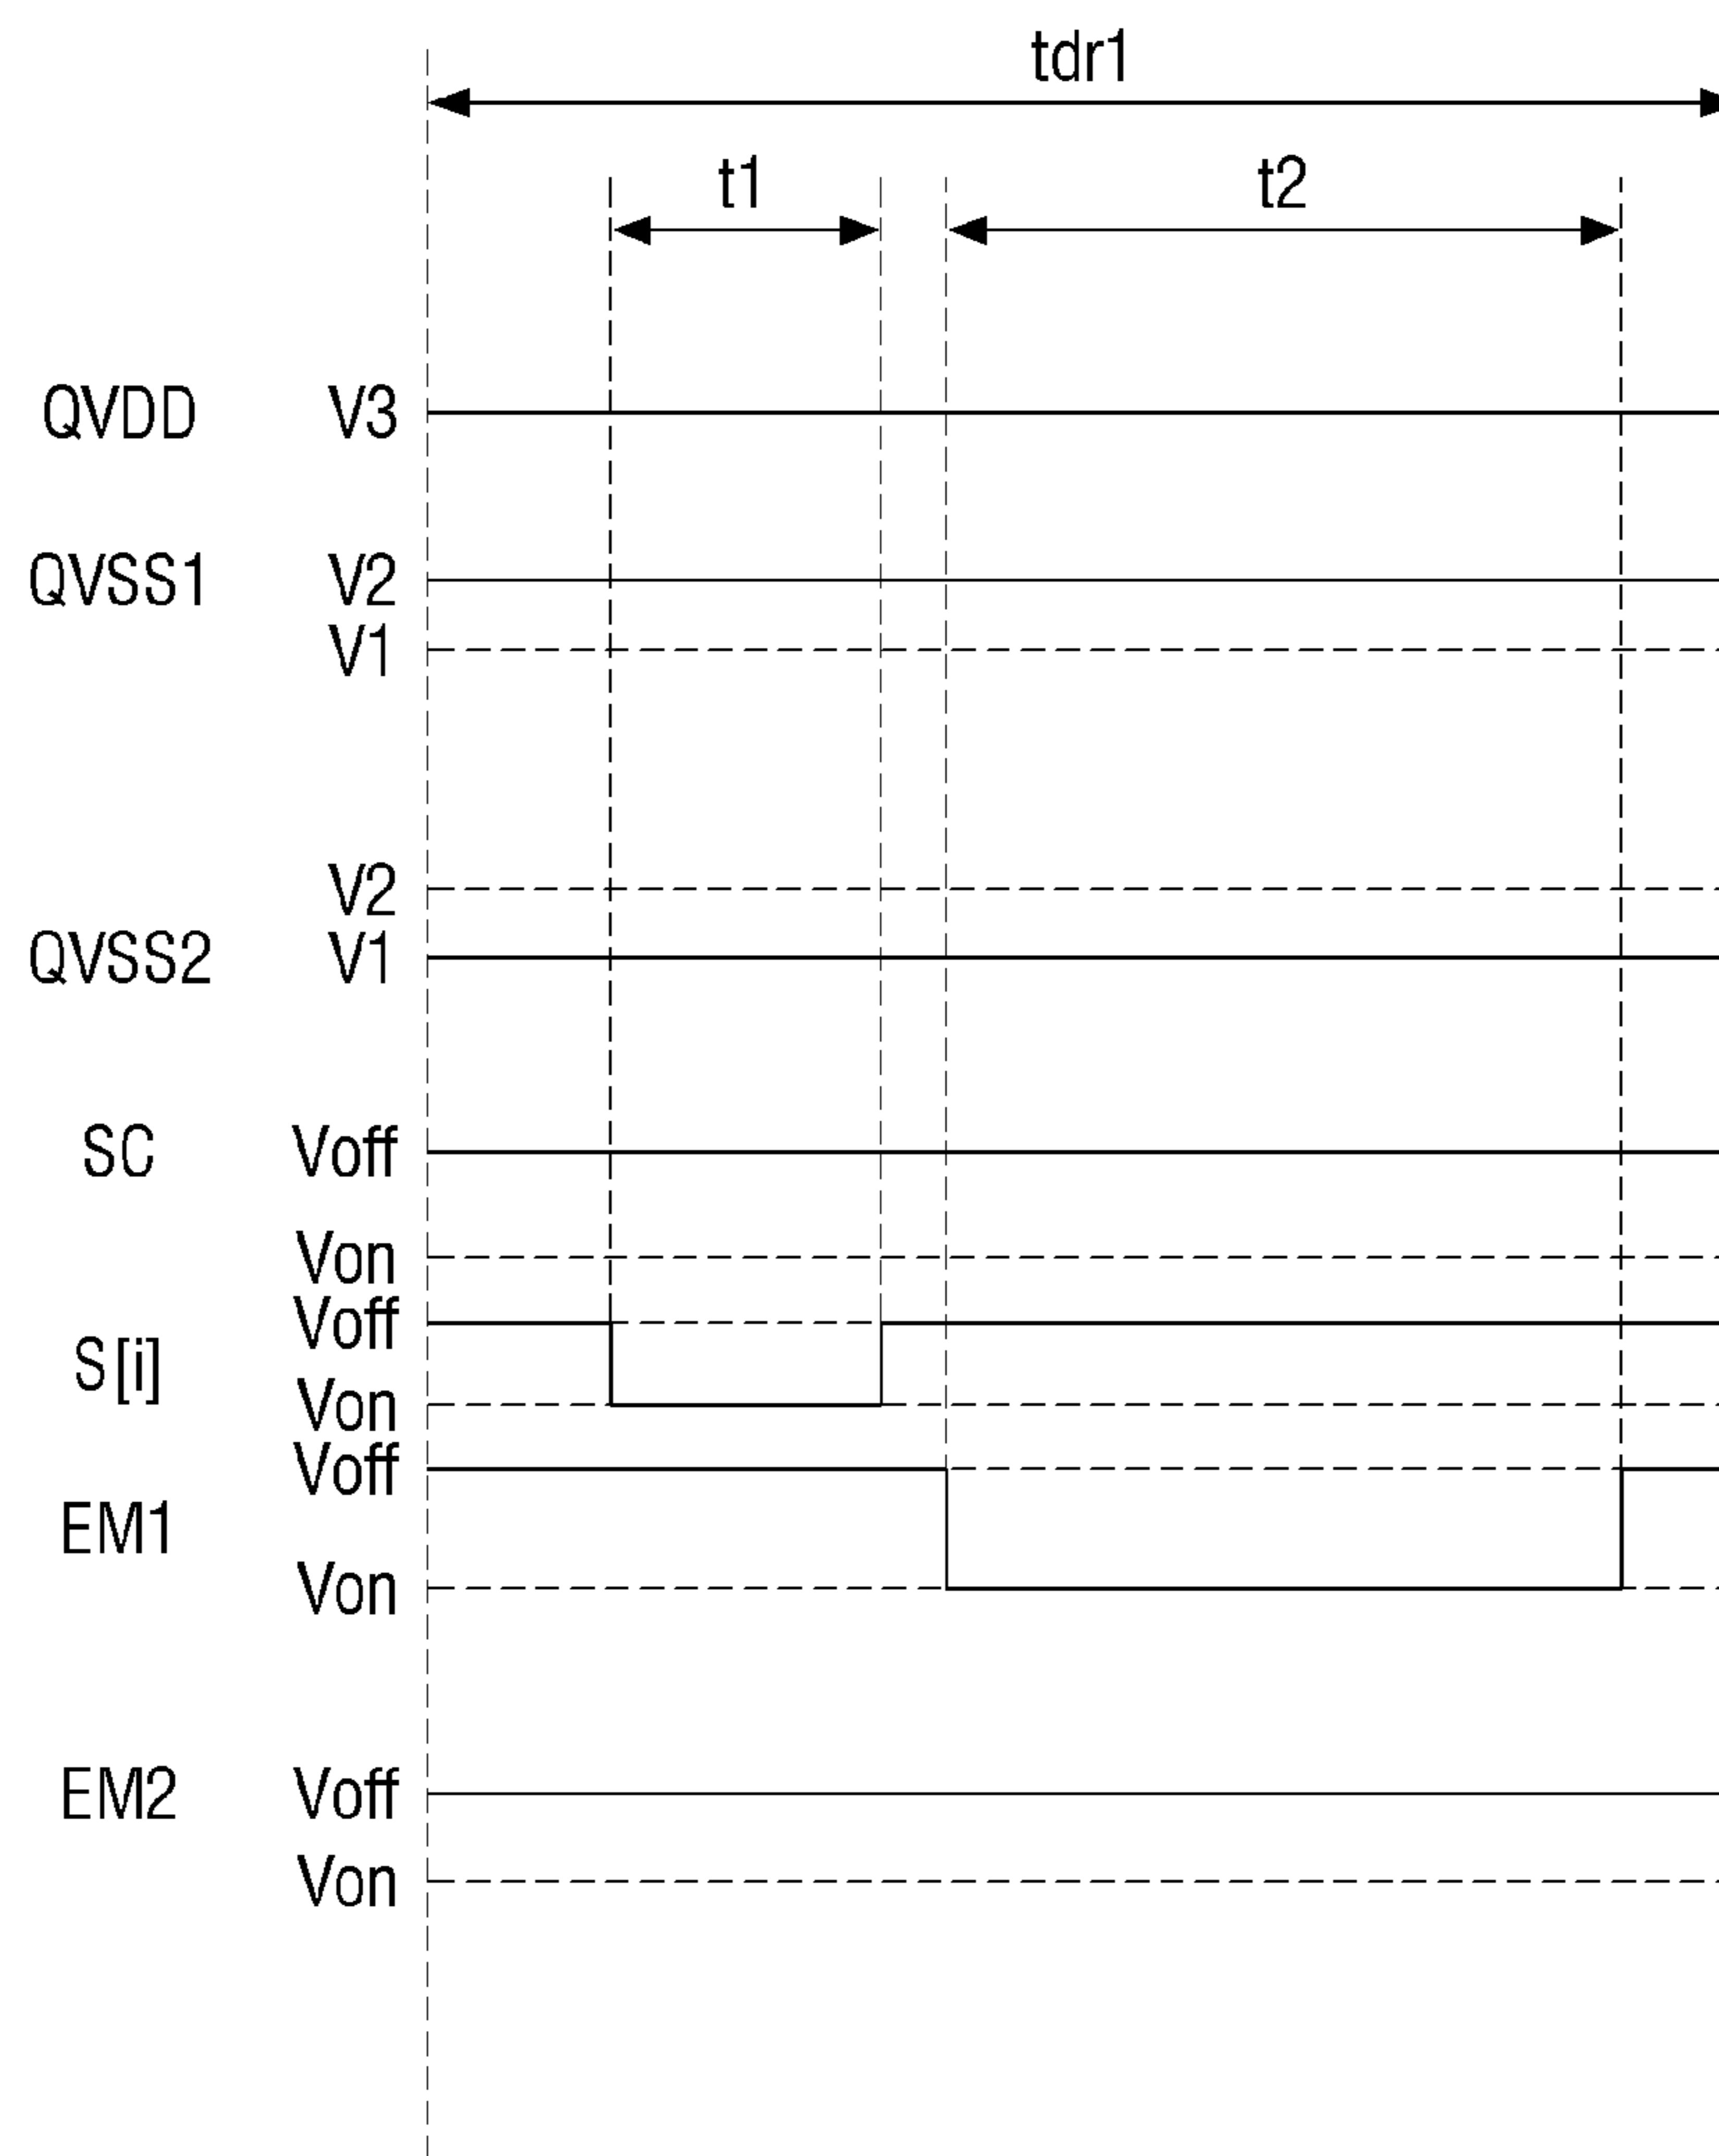 tdr1
t1 t2
QVDD V3
QVSS1 V2
V1
V2
QVSS2 V1
SC Voff
Von
Voff
S[i]
Von
Voff
EM1
Von
EM2 Voff
Von